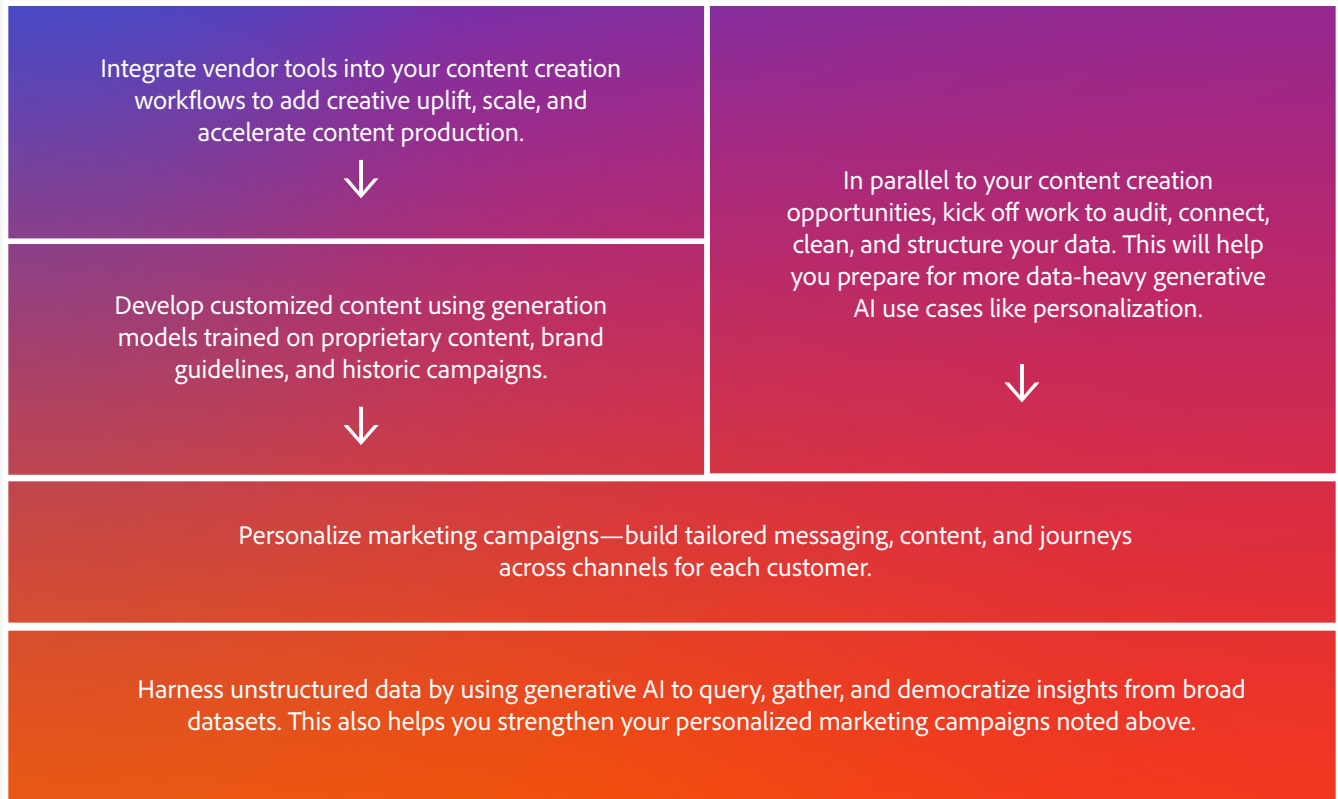 Integrate vendor tools into your content creation
workflows to add creative uplift, scale, and
accelerate content production.
Develop customized content using generation
models trained on proprietary content, brand
guidelines, and historic campaigns.
In parallel to your content creation
opportunities, kick off work to audit, connect,
clean, and structure your data. This will help
you prepare for more data-heavy generative
AI use cases like personalization.
Personalize marketing campaigns—build tailored messaging, content, and journeys
across channels for each customer.
Harness unstructured data by using generative AI to query, gather, and democratize insights from broad
datasets. This also helps you strengthen your personalized marketing campaigns noted above.